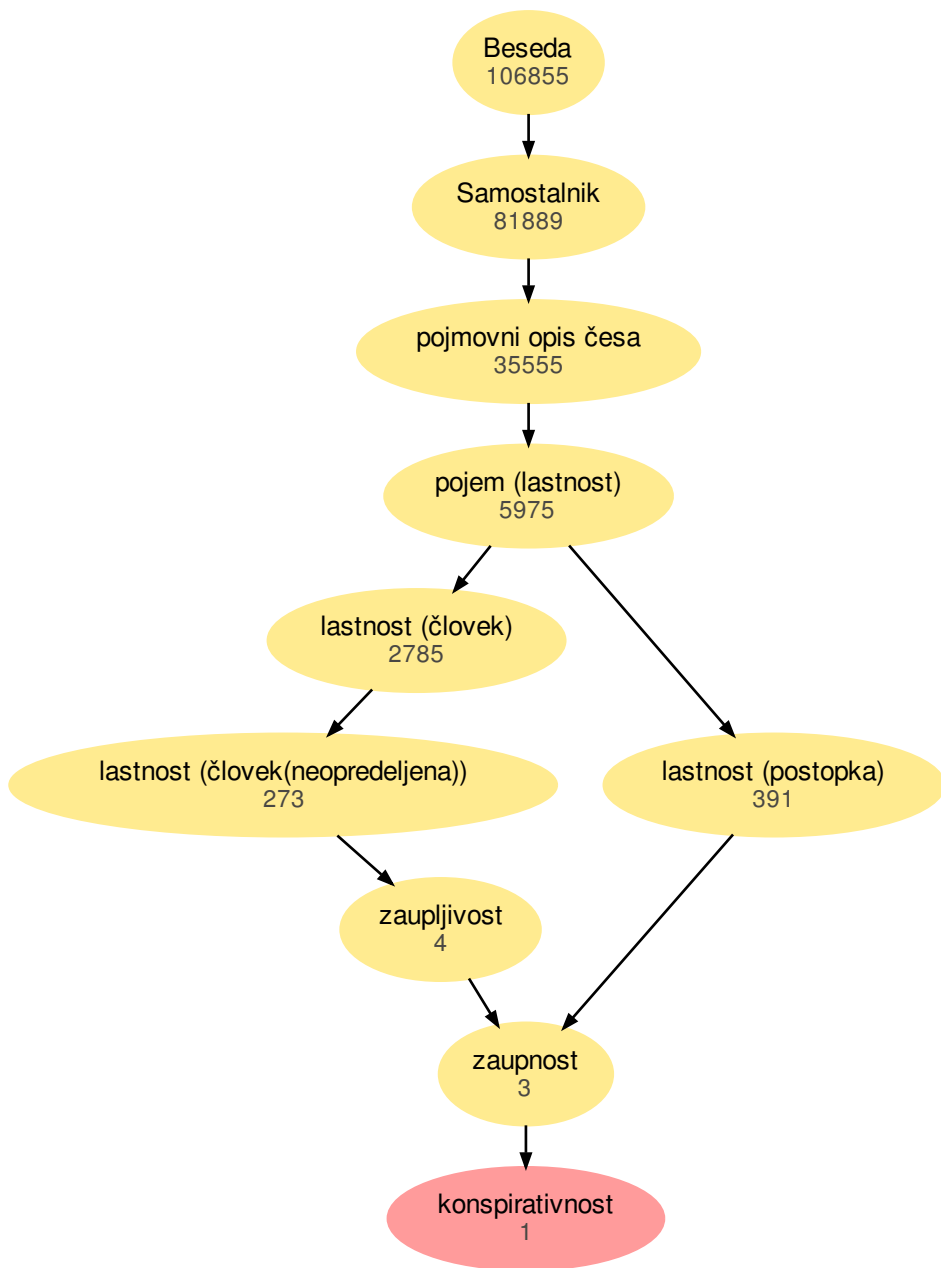 Beseda
106855
Samostalnik
81889
pojmovni opis česa
35555
pojem (lastnost)
5975
lastnost (človek)
2785
lastnost (človek(neopredeljena))
273
lastnost (postopka)
391
zaupljivost
4
zaupnost
3
konspirativnost
1